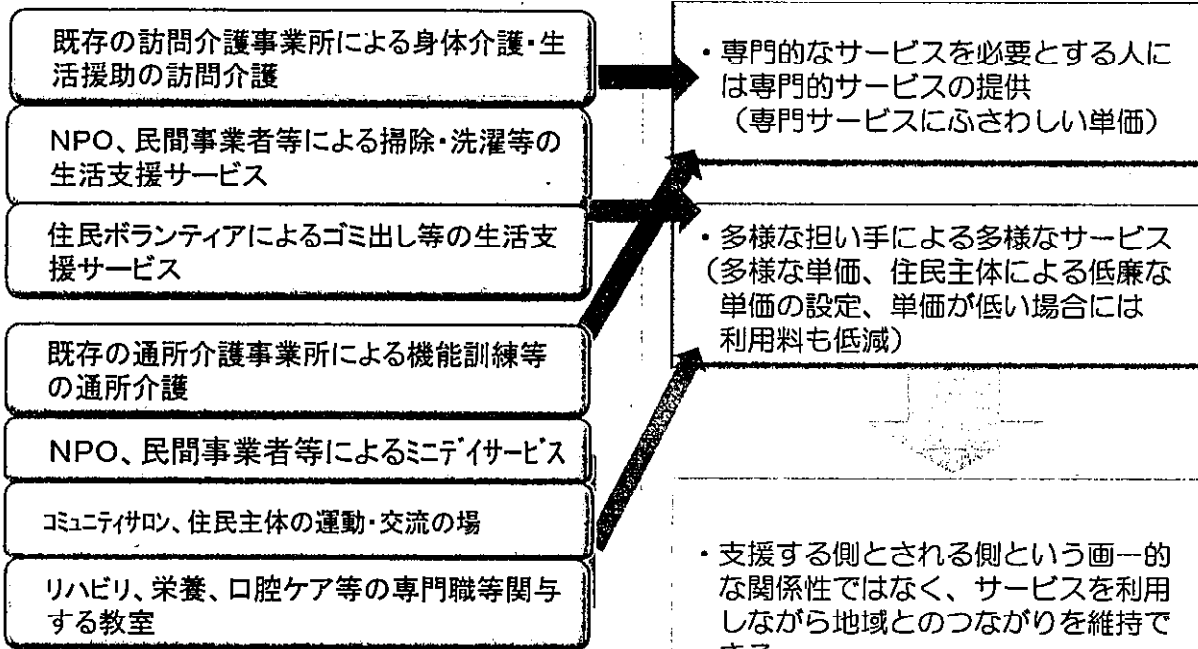 既存の訪問介護事業所による身体介護・生
活援助の訪問介護
NPO、民間事業者等による掃除・洗濯等の
生活支援サービス
住民ボランティアによるゴミ出し等の生活支
援サービス
既存の通所介護事業所による機能訓練等
の通所介護
NPO、民間事業者等によるミニデイサービス
コミュニティサロン、住民主体の運動・交流の場
リハビリ、栄養、口腔ケア等の専門職等関与
する教室
・専門的なサービスを必要とする人に
は専門的サービスの提供
（専門サービスにふさわしい単価）
・多様な担い手による多様なサービス
（多様な単価、住民主体による低廉な
単価の設定、単価が低い場合には
利用料も低減）
・支援する側とされる側という画一的
な関係性ではなく、サービスを利用
しながら地域とのつながりを維持で